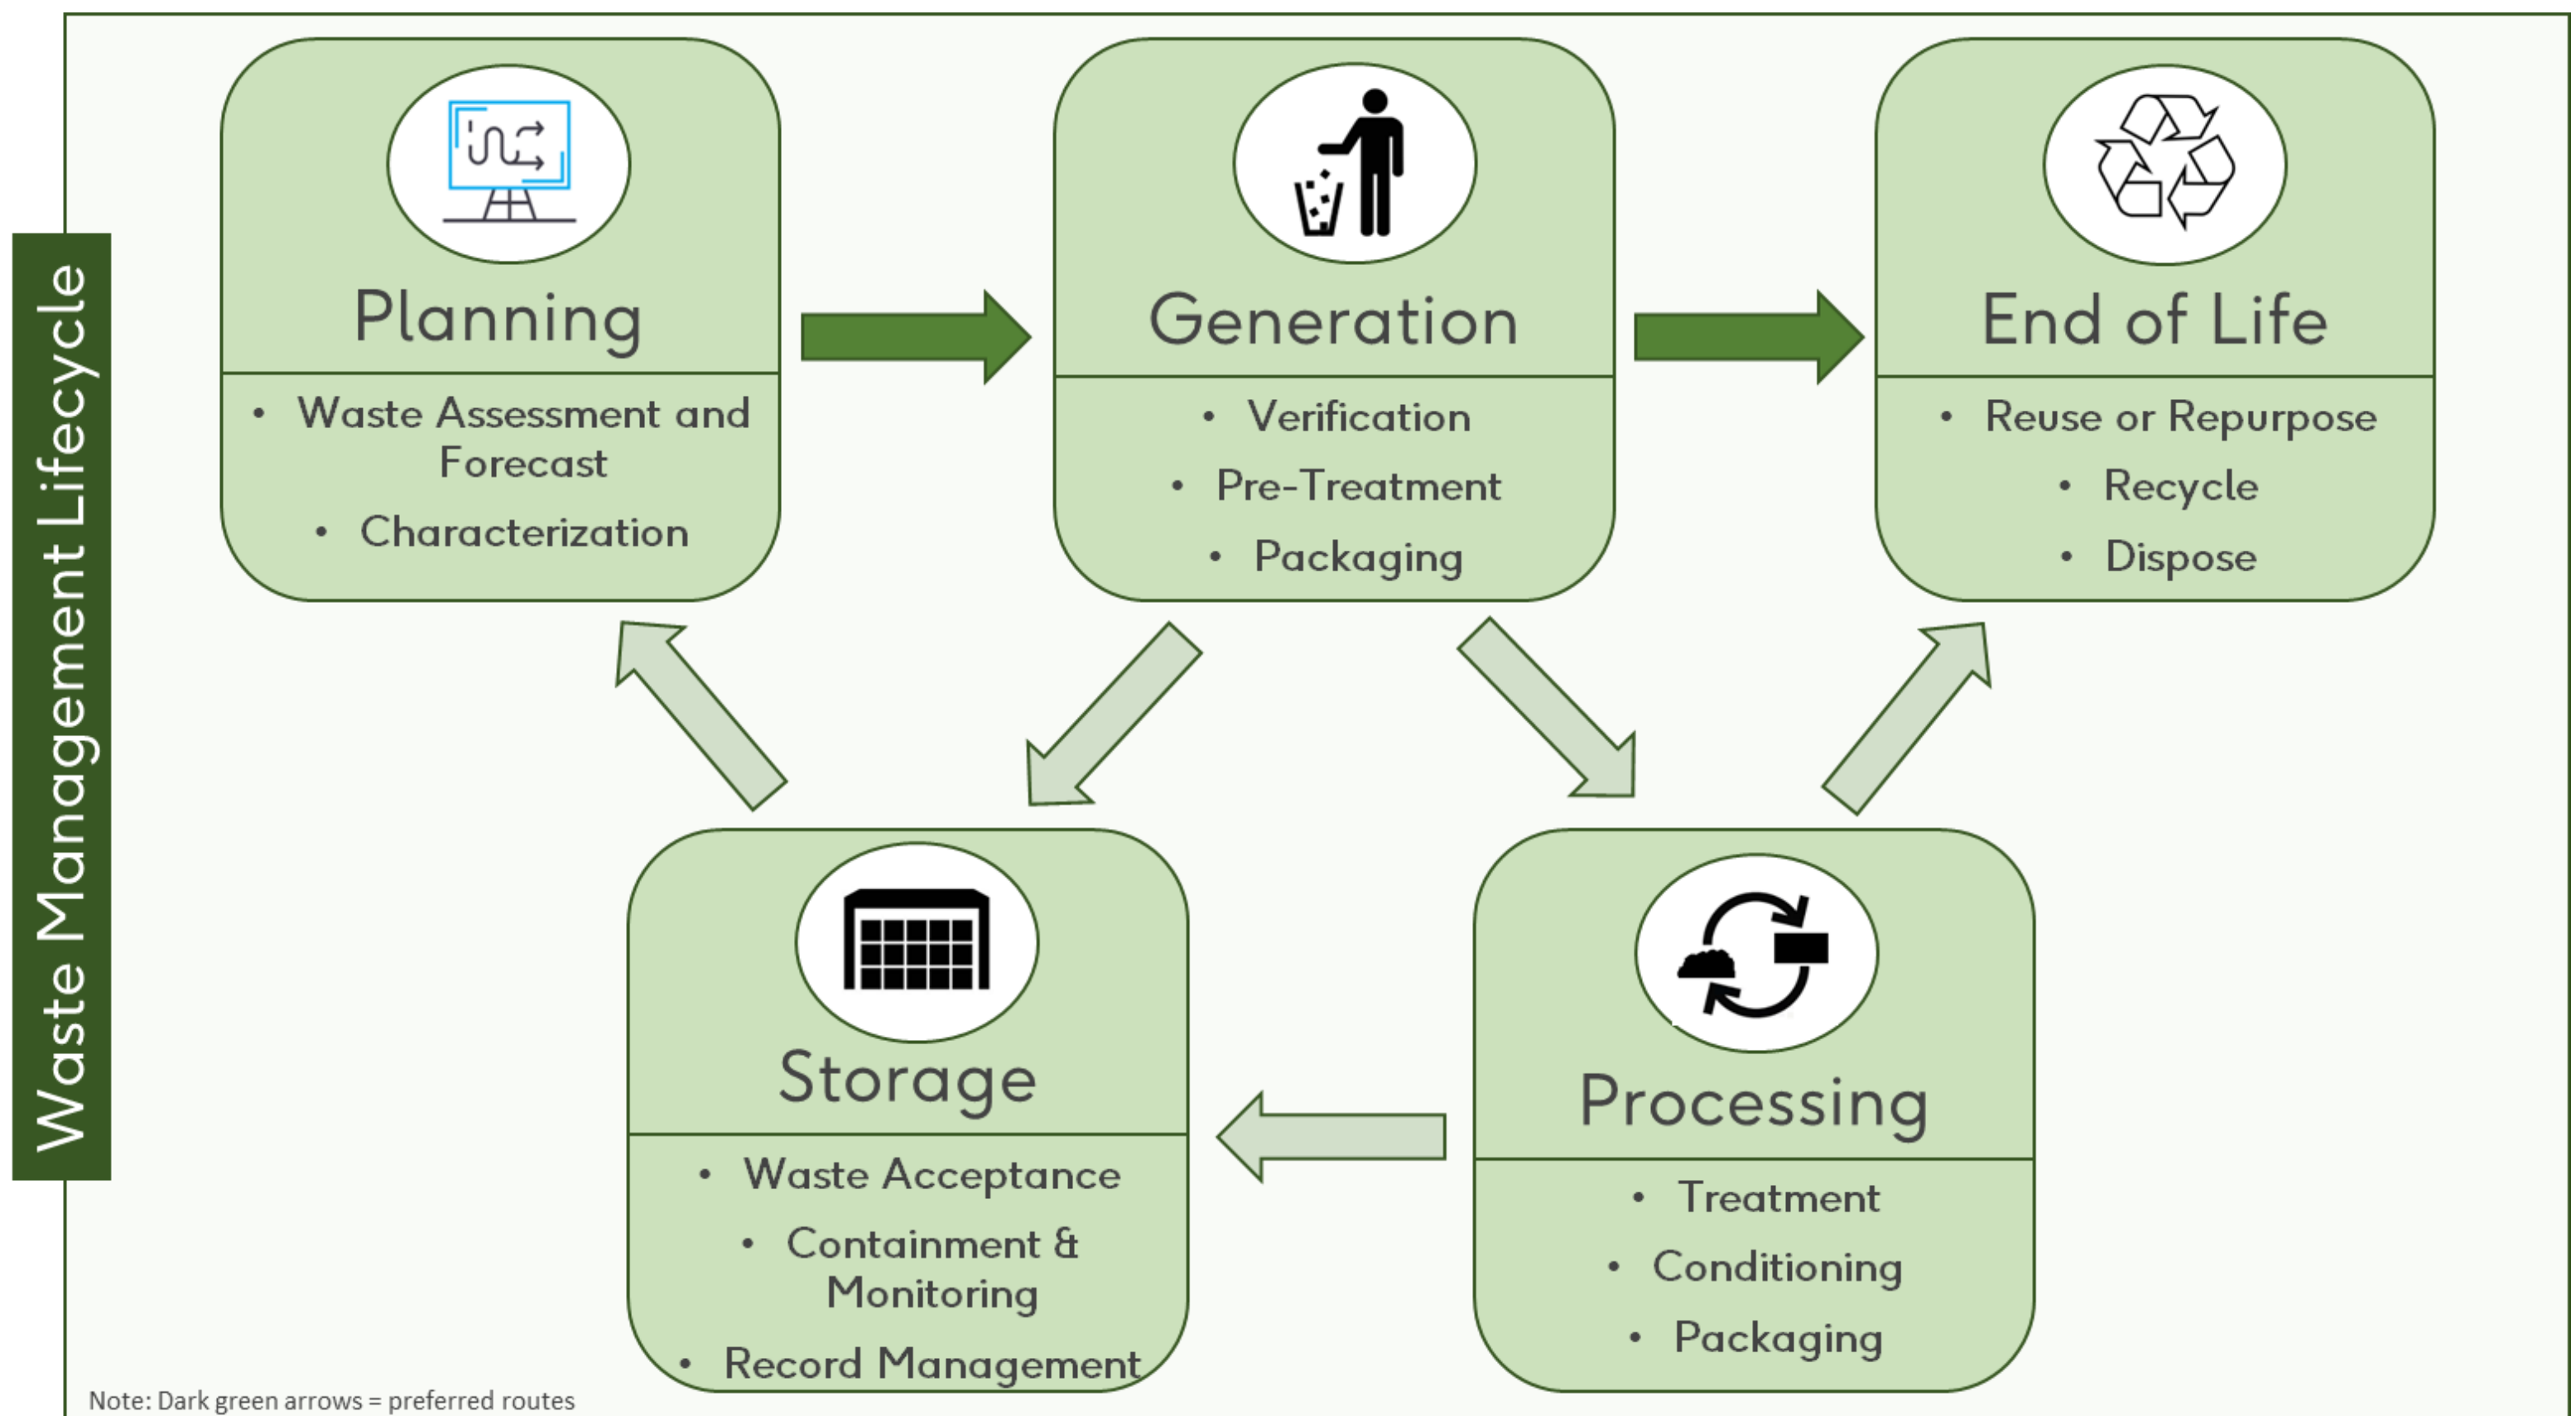 Waste Management Lifecycle
Planning
• Waste Assessment and
Forecast
• Characterization
Generation
• Verification
• Pre-Treatment
• Packaging
End of Life
• Reuse or Repurpose
• Recycle
• Dispose
Storage
• Waste Acceptance
• Containment &
Monitoring
• Record Management
Processing
• Treatment
• Conditioning
• Packaging
Note: Dark green arrows = preferred routes